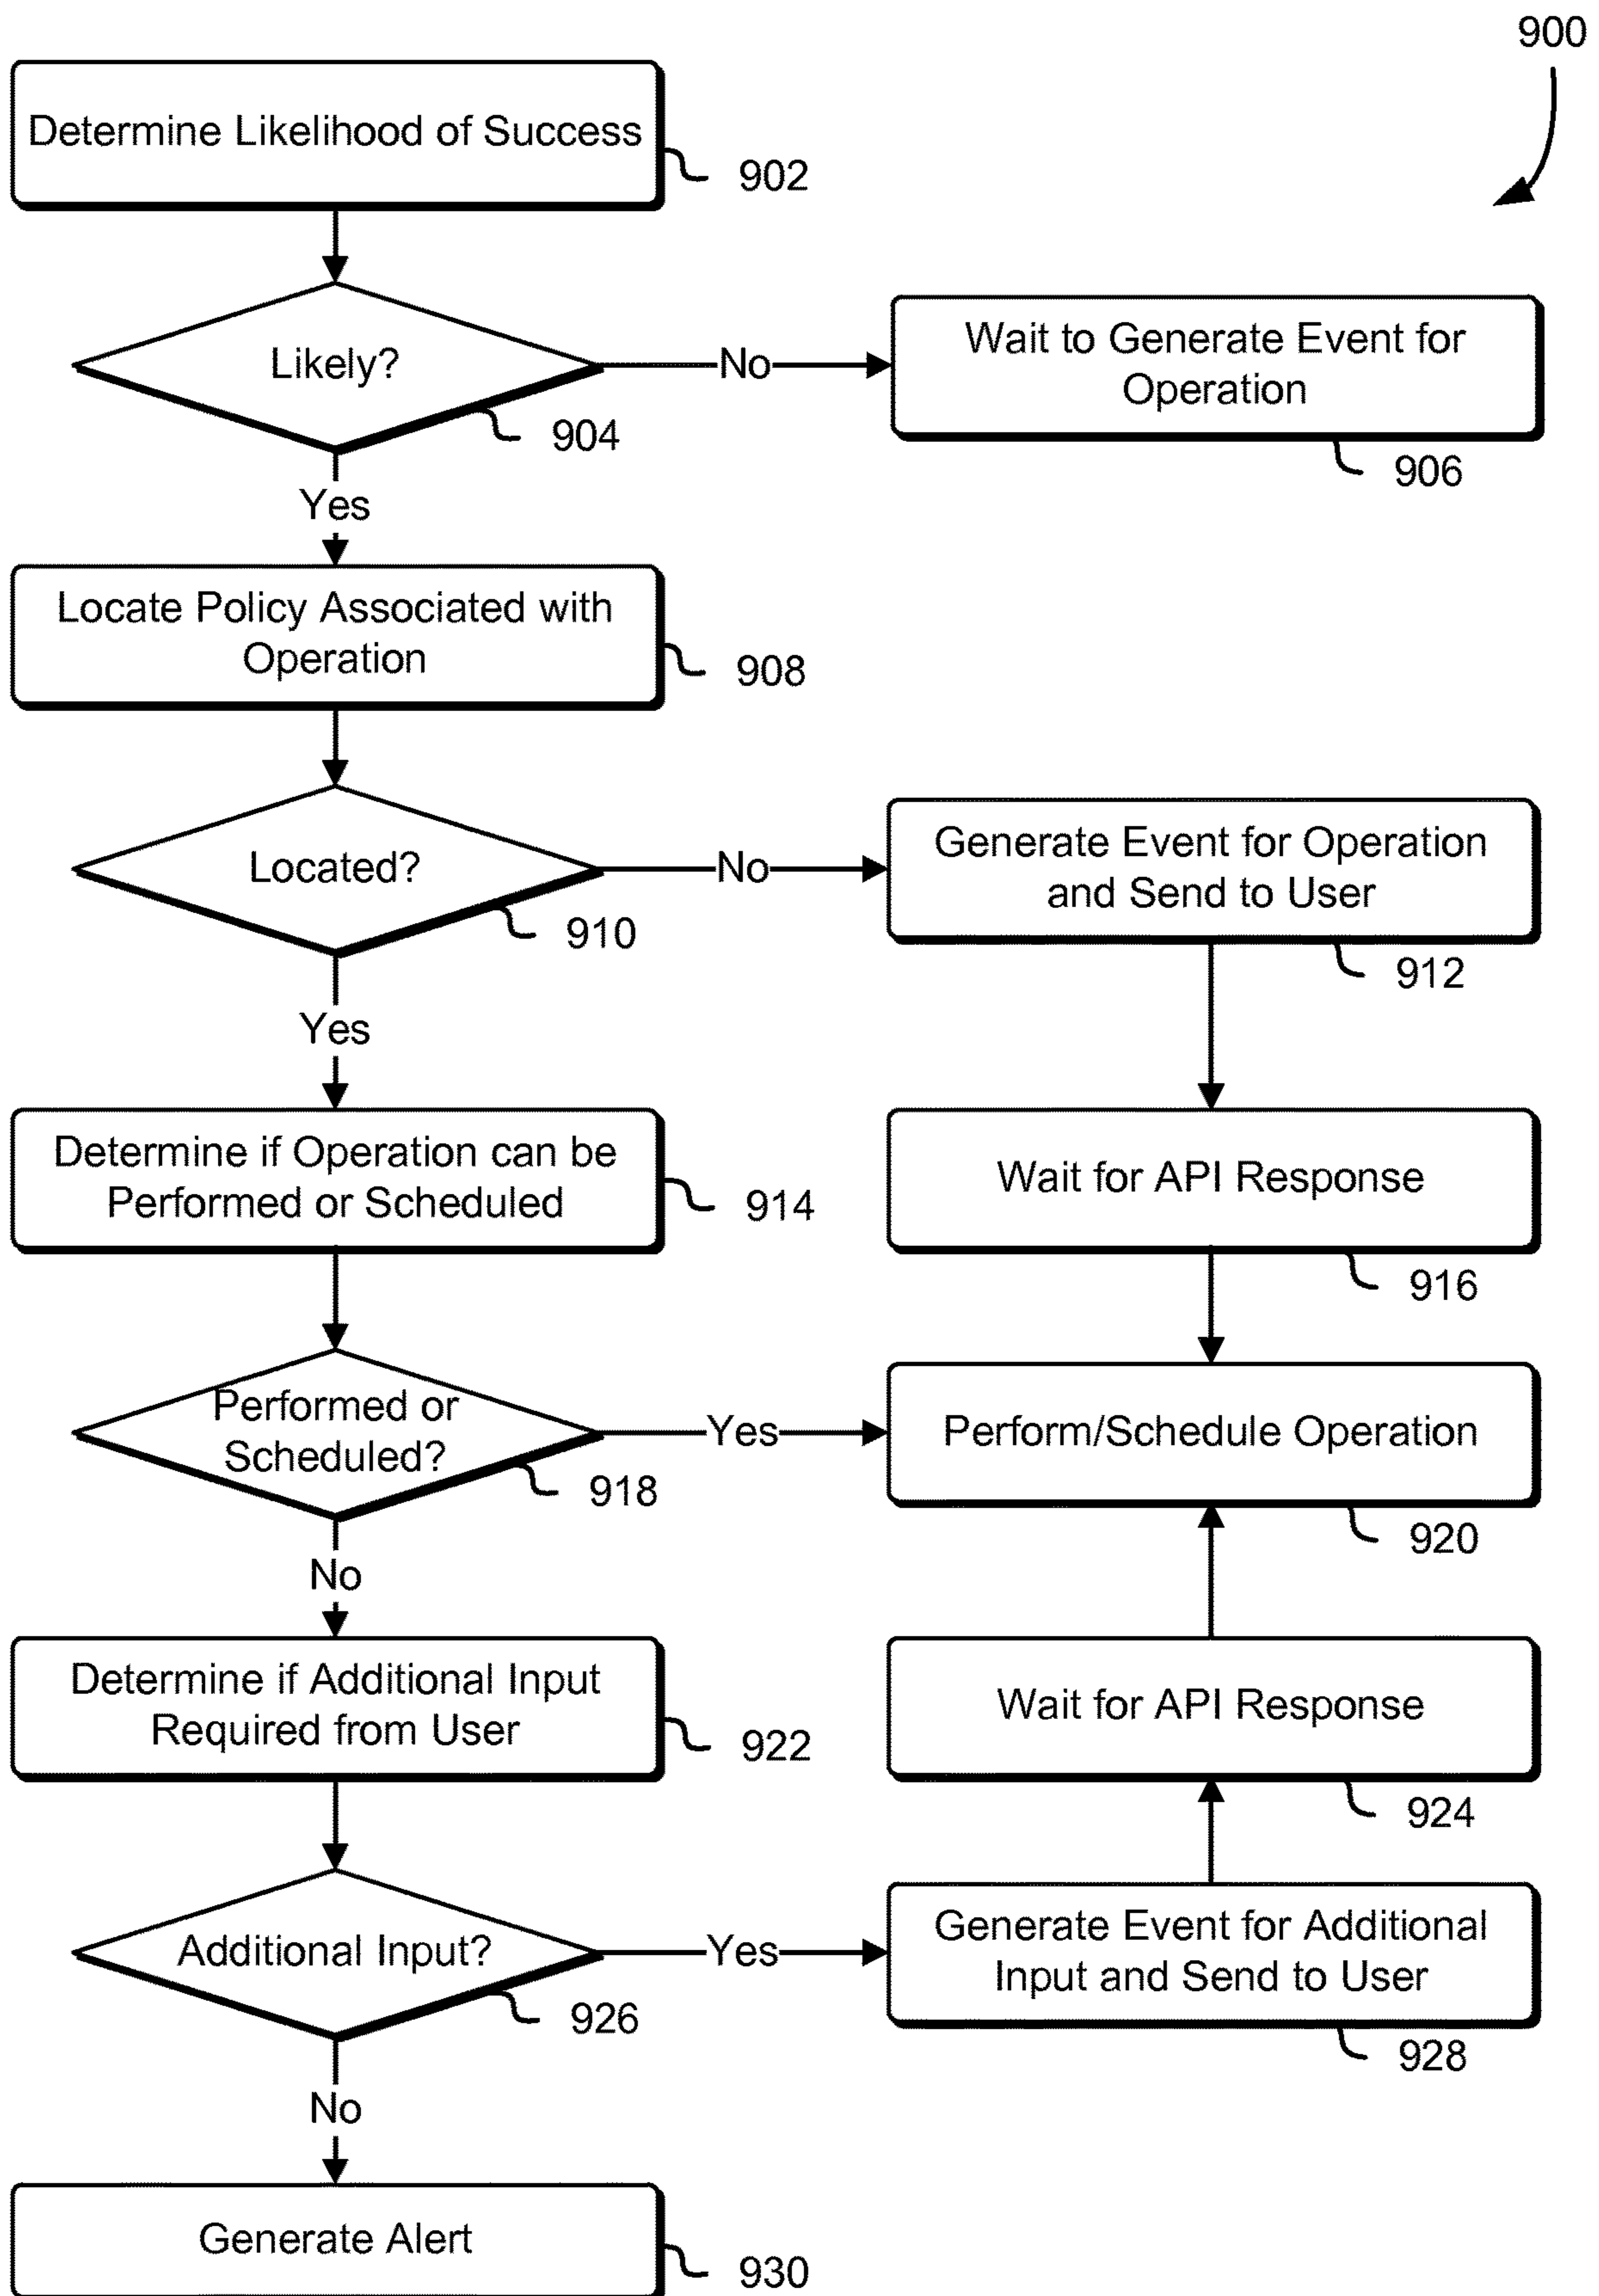 900
Determine Likelihood of Success
902
Likely?
904
No
Wait to Generate Event for
Operation
906
Yes
Locate Policy Associated with
Operation
908
Located?
910
No
Generate Event for Operation
and Send to User
912
Yes
Determine if Operation can be
Performed or Scheduled
914
Wait for API Response
916
Performed or
Scheduled?
918
Yes
Perform/Schedule Operation
920
No
Determine if Additional Input
Required from User
922
Wait for API Response
924
Additional Input?
926
Yes
Generate Event for Additional
Input and Send to User
928
No
Generate Alert
930